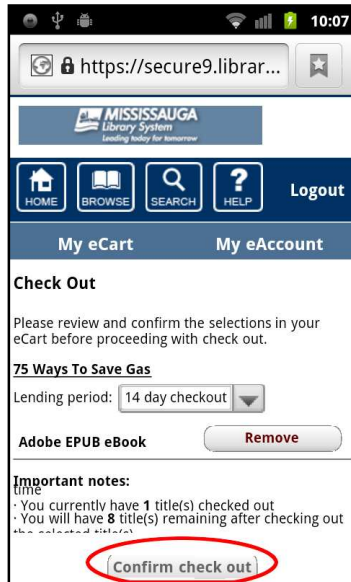 10:07
https://secure9.librar...
MISSISSAUGA
Library System
Leading today for tomorrow
HOME BROWSE SEARCH HELP Logout
My eCart My eAccount
Check Out
Please review and confirm the selections in your
eCart before proceeding with check out.
75 Ways To Save Gas
Lending period: 14 day checkout
Adobe EPUB eBook Remove
Important notes:
time
· You currently have 1 title(s) checked out
· You will have 8 title(s) remaining after checking out
the selected title(s)
Confirm check out